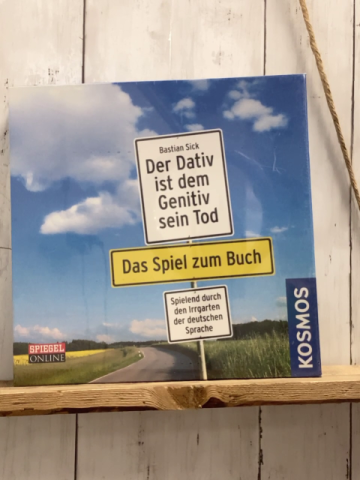 Bastian Sick
Der Dativ
ist dem
Genitiv
sein Tod
Das Spiel zum Buch
Spielend durch
den Irrgarten
der deutschen
Sprache
SPIEGEL
ONLINE
KOSMOS